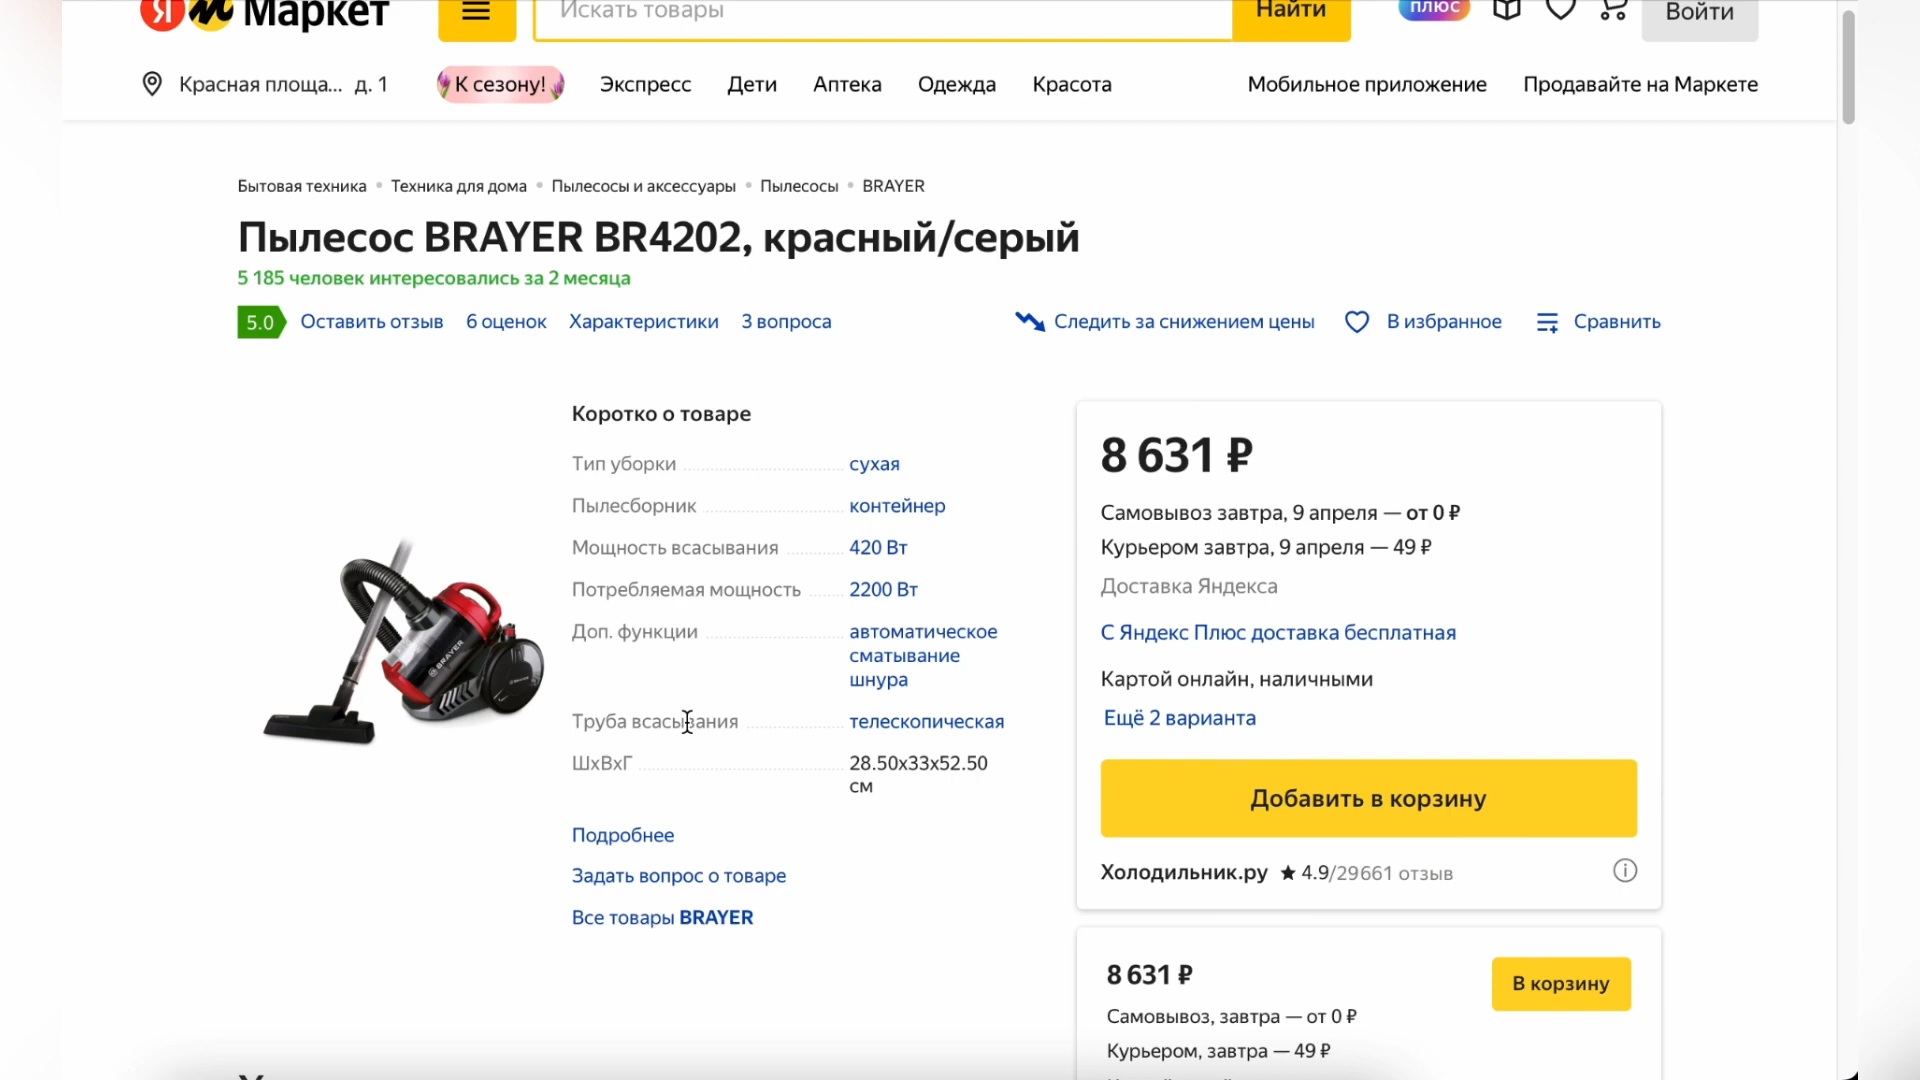 Я м Маркет
Искать товары
Найти
плюс
Войти
Красная площа... д. 1
К сезону!
Экспресс
Дети
Аптека
Одежда
Красота
Мобильное приложение
Продавайте на Маркете
Бытовая техника • Техника для дома • Пылесосы и аксессуары • Пылесосы • BRAYER
Пылесос BRAYER BR4202, красный/серый
5 185 человек интересовались за 2 месяца
5.0 Оставить отзыв 6 оценок Характеристики 3 вопроса
Следить за снижением цены В избранное Сравнить
Коротко о товаре
Тип уборки сухая
Пылесборник контейнер
Мощность всасывания 420 Вт
Потребляемая мощность 2200 Вт
Доп. функции автоматическое
сматывание
шнура
Труба всасывания телескопическая
ШхВхГ 28.50x33x52.50
см
Подробнее
Задать вопрос о товаре
Все товары BRAYER
BRAYER
8 631 ₽
Самовывоз завтра, 9 апреля — от 0 ₽
Курьером завтра, 9 апреля — 49 ₽
Доставка Яндекса
С Яндекс Плюс доставка бесплатная
Картой онлайн, наличными
Ещё 2 варианта
Добавить в корзину
Холодильник.ру ★ 4.9/29661 отзыв
8 631 ₽
В корзину
Самовывоз, завтра — от 0 ₽
Курьером, завтра — 49 ₽